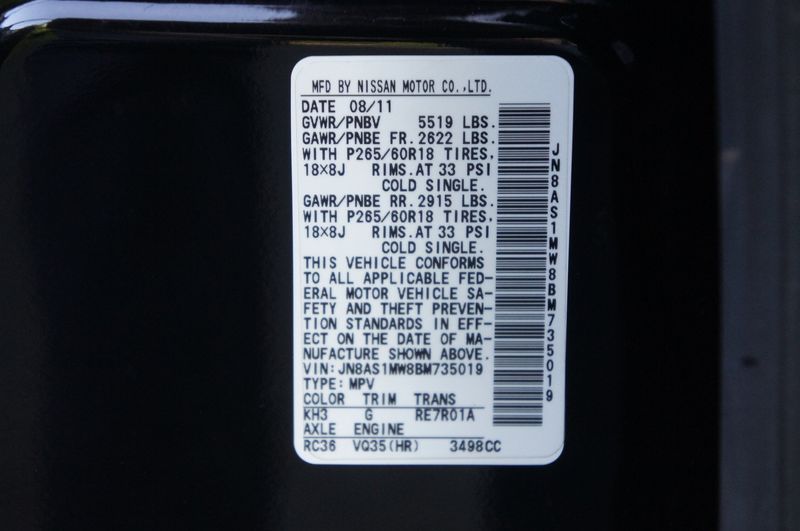 MFD BY NISSAN MOTOR CO.,LTD.
DATE 08/11
GVWR/PNBV 5519 LBS.
GAWR/PNBE FR. 2622 LBS.
WITH P265/60R18 TIRES,
18×8J RIMS.AT 33 PSI
COLD SINGLE.
GAWR/PNBE RR. 2915 LBS.
WITH P265/60R18 TIRES,
18×8J RIMS.AT 33 PSI
COLD SINGLE.
THIS VEHICLE CONFORMS
TO ALL APPLICABLE FED-
ERAL MOTOR VEHICLE SA-
FETY AND THEFT PREVEN-
TION STANDARDS IN EFF-
ECT ON THE DATE OF MA-
NUFACTURE SHOWN ABOVE.
VIN: JN8AS1MW8BM735019
TYPE: MPV
COLOR TRIM TRANS
KH3 G RE7R01A
AXLE ENGINE
RC36 VQ35(HR) 3498CC
JN8AS1MW8BM735019